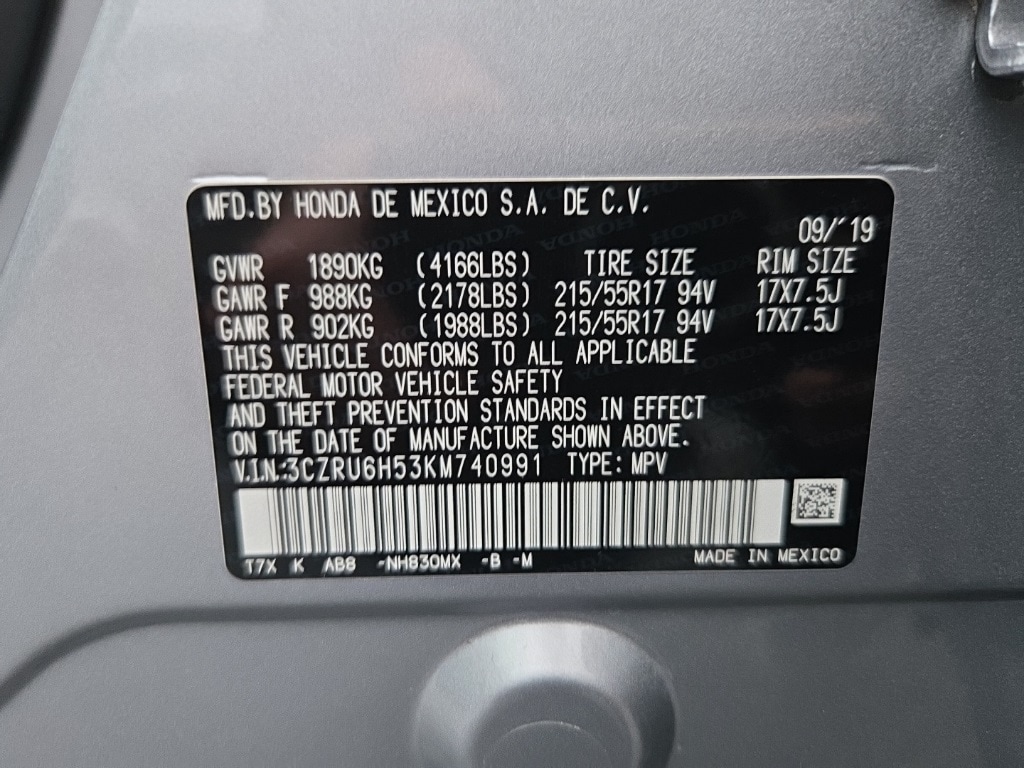 MFD.BY HONDA DE MEXICO S.A. DE C.V.
09/'19
GVWR 1890KG (4166LBS) TIRE SIZE RIM SIZE
GAWR F 988KG (2178LBS) 215/55R17 94V 17X7.5J
GAWR R 902KG (1988LBS) 215/55R17 94V 17X7.5J
THIS VEHICLE CONFORMS TO ALL APPLICABLE
FEDERAL MOTOR VEHICLE SAFETY
AND THEFT PREVENTION STANDARDS IN EFFECT
ON THE DATE OF MANUFACTURE SHOWN ABOVE.
V.I.N.:3CZRU6H53KM740991 TYPE: MPV
T7X K AB8 -NH830MX -B -M MADE IN MEXICO